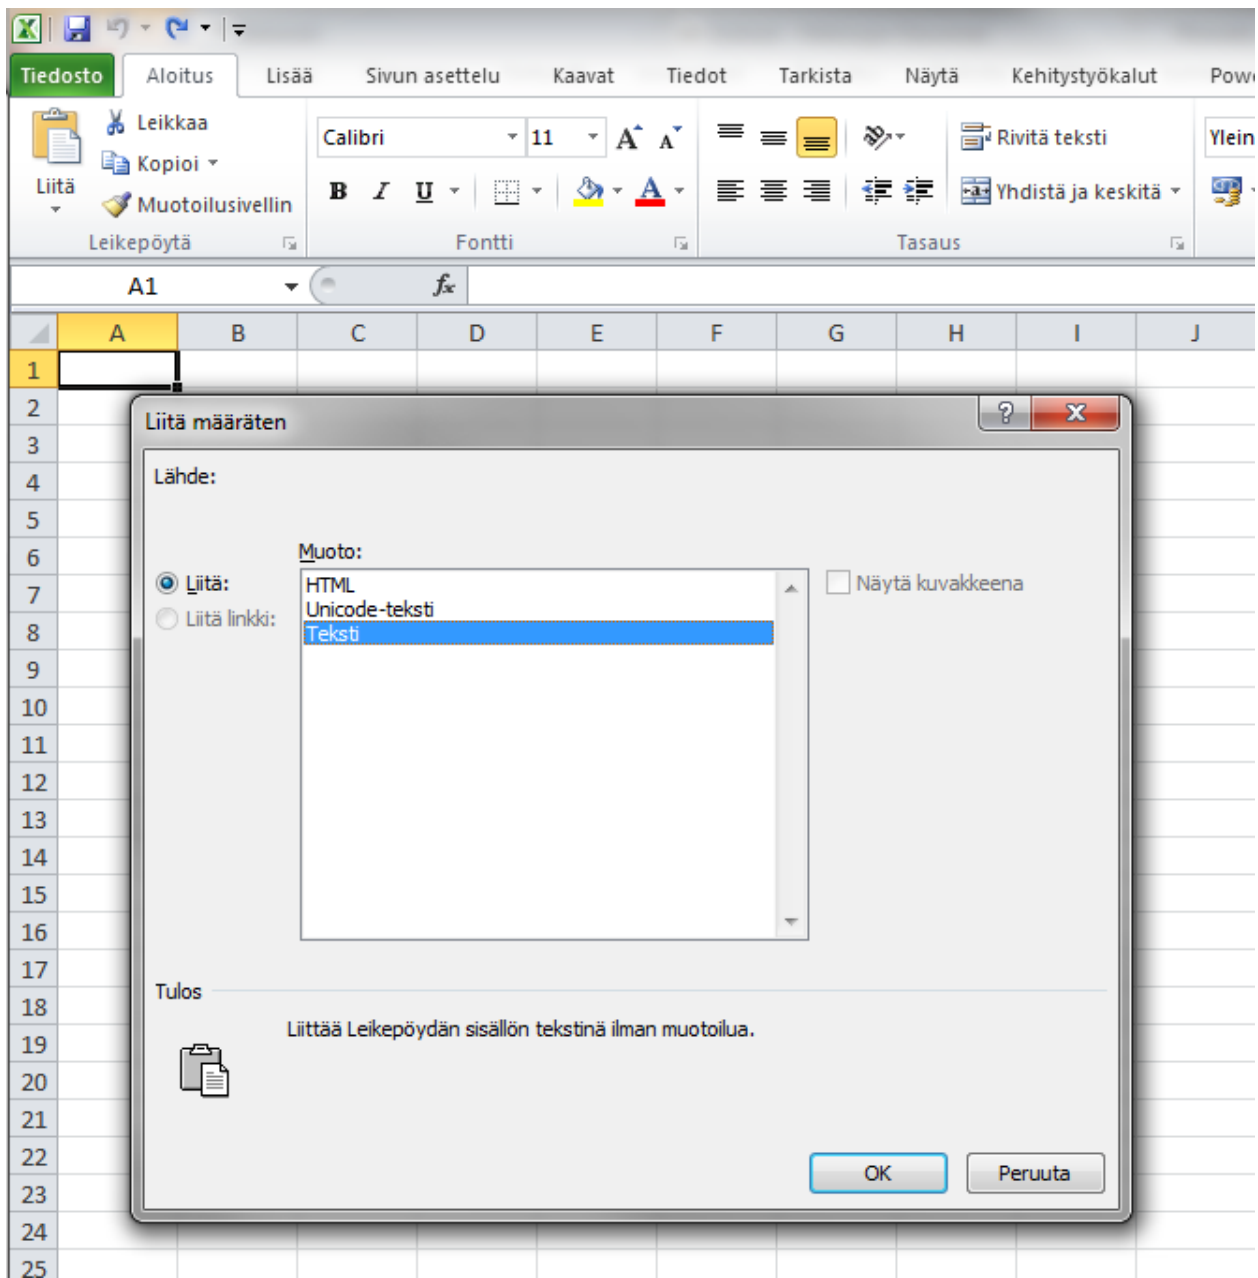 Tiedosto Aloitus Lisää Sivun asettelu Kaavat Tiedot Tarkista Näytä Kehitystyökalut
Leikkaa
Calibri 11 A A Rivitä teksti
Kopioi
Liitä
B I U A Yhdistä ja keskitä
Muotoilusivellin
Leikepöytä Fontti Tasaus
A1 fx
A B C D E F G H I J
1
2
Liitä määräten
3
4
Lähde:
5
6
Muoto:
7
Liitä:
HTML
Näytä kuvakkeena
Unicode-teksti
8
Liitä linkki:
Teksti
9
10
11
12
13
14
15
16
17
Tulos
18
Liittää Leikepöydän sisällön tekstinä ilman muotoilua.
19
20
21
22
OK Peruuta
23
24
25